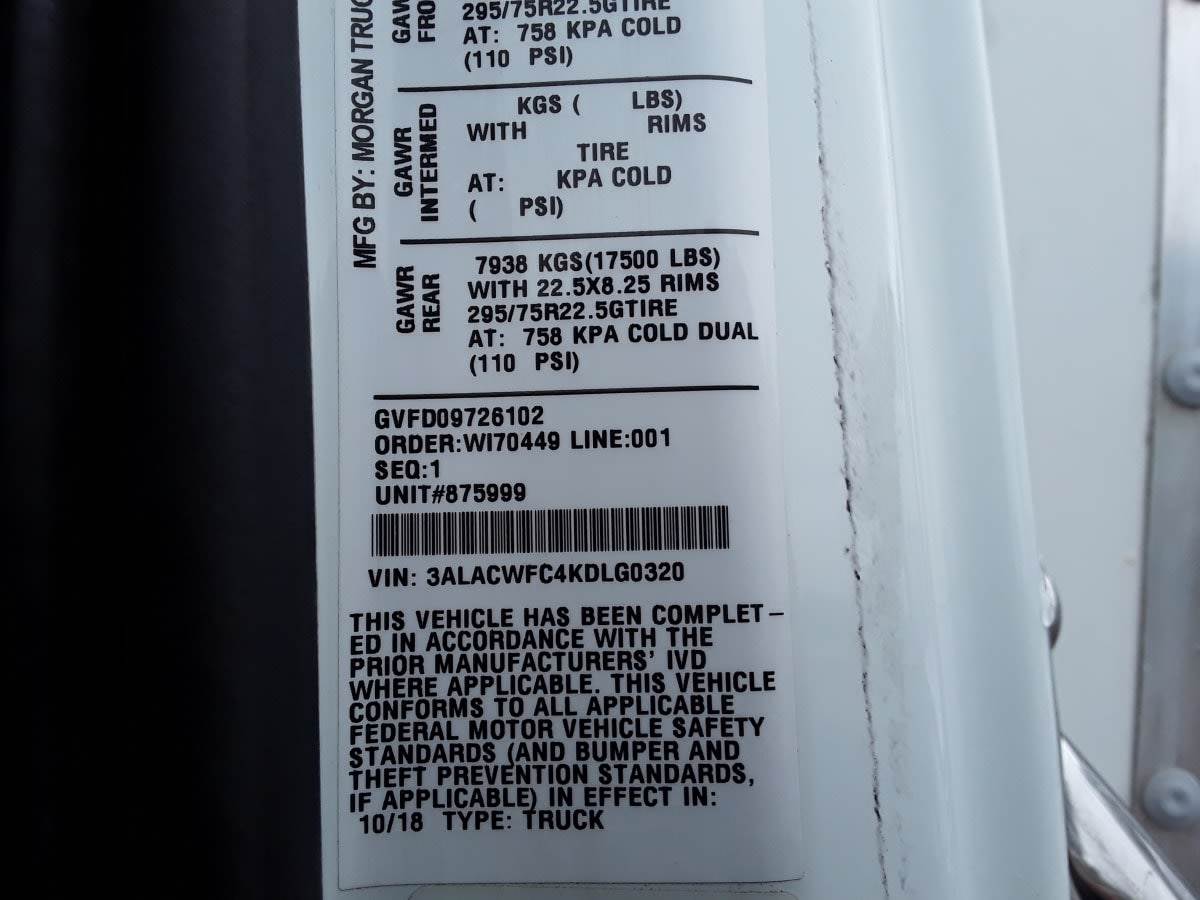 MFG BY: MORGAN
GAWR
295/75R22.5GTIRE
AT: 758 KPA COLD
(110 PSI)
GAWR
INTERMED
KGS ( LBS)
WITH RIMS
TIRE
AT: KPA COLD
( PSI)
GAWR
REAR
7938 KGS(17500 LBS)
WITH 22.5X8.25 RIMS
295/75R22.5GTIRE
AT: 758 KPA COLD DUAL
(110 PSI)
GVFD09726102
ORDER:WI70449 LINE:001
SEQ:1
UNIT#875999
VIN: 3ALACWFC4KDLG0320
THIS VEHICLE HAS BEEN COMPLET–
ED IN ACCORDANCE WITH THE
PRIOR MANUFACTURERS' IVD
WHERE APPLICABLE. THIS VEHICLE
CONFORMS TO ALL APPLICABLE
FEDERAL MOTOR VEHICLE SAFETY
STANDARDS (AND BUMPER AND
THEFT PREVENTION STANDARDS,
IF APPLICABLE) IN EFFECT IN:
10/18 TYPE: TRUCK